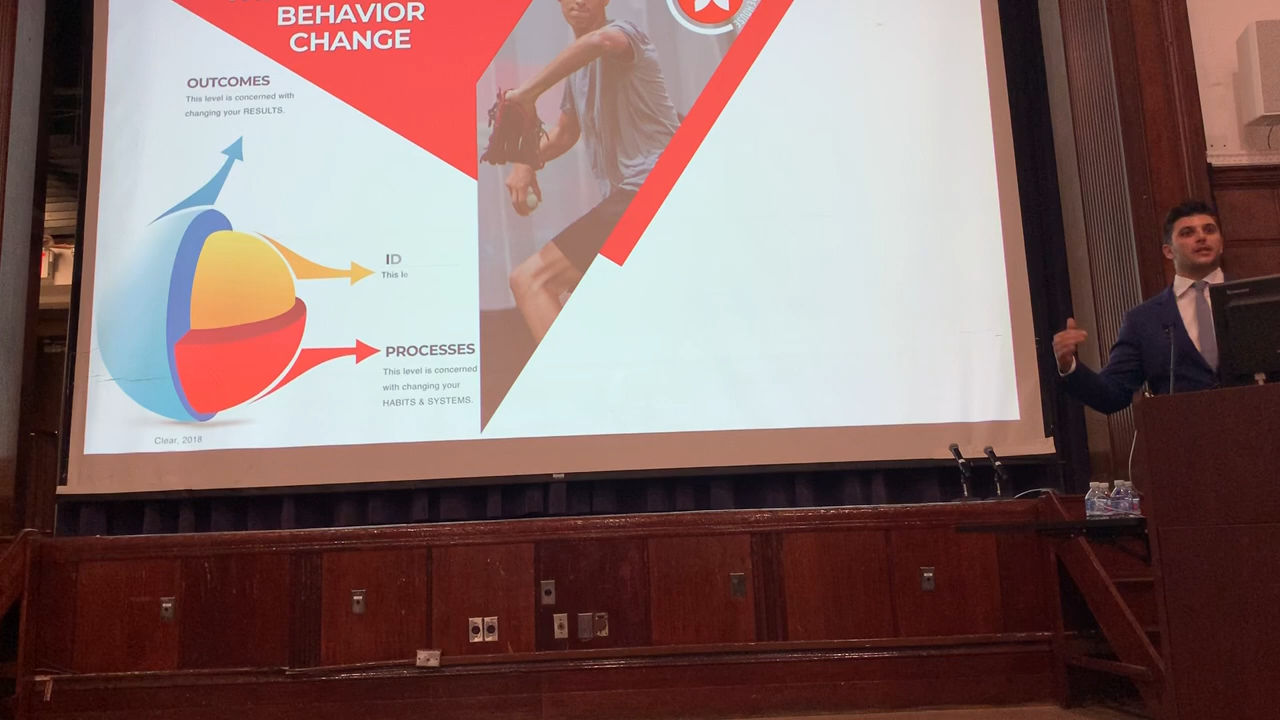 BEHAVIOR
CHANGE
OUTCOMES
This level is concerned with
changing your RESULTS.
ID
This le
PROCESSES
This level is concerned
with changing your
HABITS & SYSTEMS.
Clear, 2018